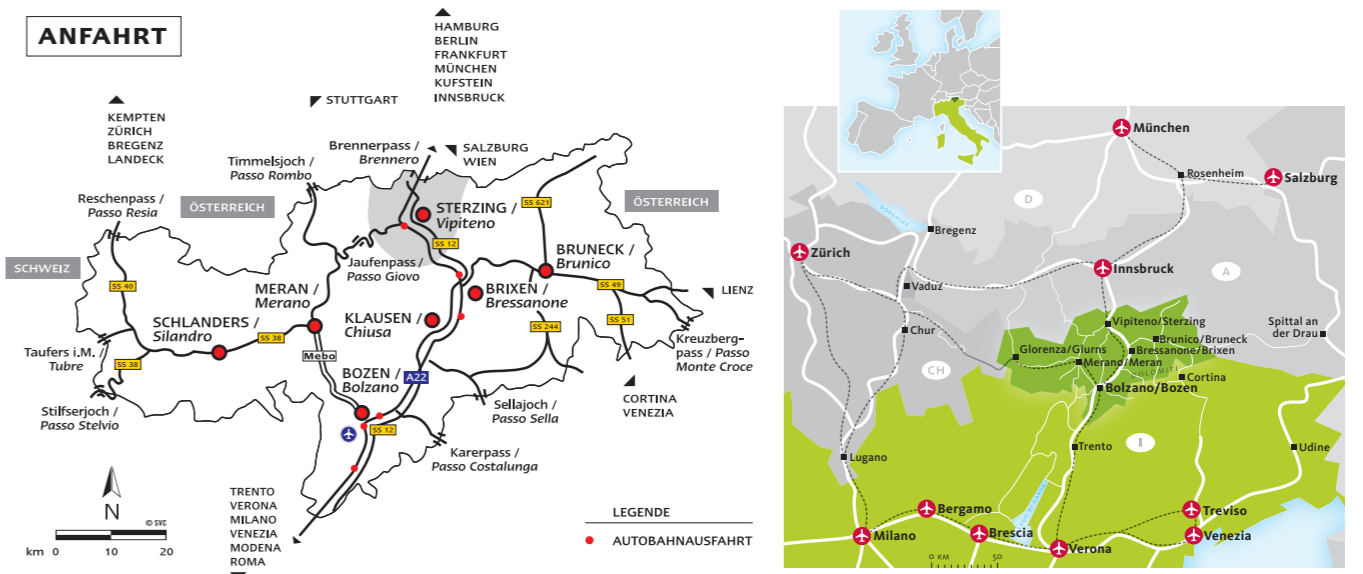 ANFAHRT
HAMBURG
BERLIN
FRANKFURT
MÜNCHEN
KUFSTEIN
INNSBRUCK
STUTTGART
KEMPTEN
ZÜRICH
BREGENZ
LANDECK
Brennerpass /
Brennero
SALZBURG
WIEN
Timmelsjoch /
Passo Rombo
Reschenpass /
Passo Resia
ÖSTERREICH
STERZING /
Vipiteno
SS 621
ÖSTERREICH
SS 12
Jaufenpass /
Passo Giovo
BRUNECK /
Brunico
SCHWEIZ
SS 40
MERAN /
Merano
BRIXEN /
Bressanone
SS 49
LIENZ
SCHLANDERS /
Silandro
SS 38
KLAUSEN /
Chiusa
SS 244
SS 51
Kreuzberg-
pass / Passo
Monte Croce
Taufers i.M. /
Tubre
SS 38
Mebo
BOZEN /
Bolzano
A22
Stilfserjoch /
Passo Stelvio
Sellajoch /
Passo Sella
CORTINA
VENEZIA
SS 12
Karerpass /
Passo Costalunga
N
© SVC
km 0 10 20
TRENTO
VERONA
MILANO
VENEZIA
MODENA
ROMA
LEGENDE
AUTOBAHNAUSFAHRT
München
Rosenheim
Salzburg
D
BODENSEE
Bregenz
Zürich
Innsbruck
A
Vaduz
Vipiteno/Sterzing
Chur
Spittal an
der Drau
Brunico/Bruneck
Bressanone/Brixen
Glorenza/Glurns
Merano/Meran
DOLOMITI
CH
Cortina
Bolzano/Bozen
I
Trento
Udine
Lugano
LAGO DI GARDA
Bergamo
Treviso
Milano
Brescia
Venezia
Verona
0 KM 50